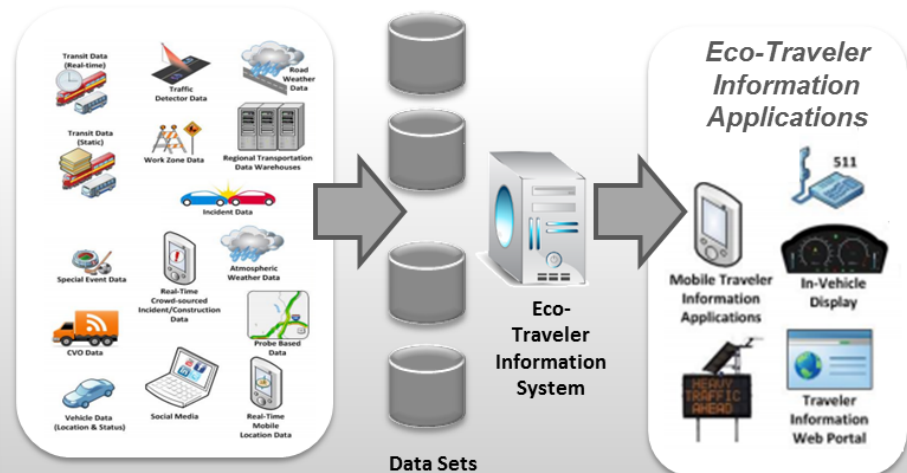 Transit Data
(Real-time)
Traffic
Detector Data
Road
Weather
Data
Transit Data
(Static)
Work Zone Data
Regional Transportation
Data Warehouses
Incident Data
Special Event Data
Real-Time
Crowd-sourced
Incident/Construction
Data
Atmospheric
Weather Data
CVO Data
Probe Based
Data
Vehicle Data
(Location & Status)
Social Media
Real-Time
Mobile
Location Data
Data Sets
Eco-
Traveler
Information
System
Eco-Traveler
Information
Applications
511
Mobile Traveler
Information
Applications
In-Vehicle
Display
HEAVY
TRAFFIC
AHEAD
Traveler
Information
Web Portal